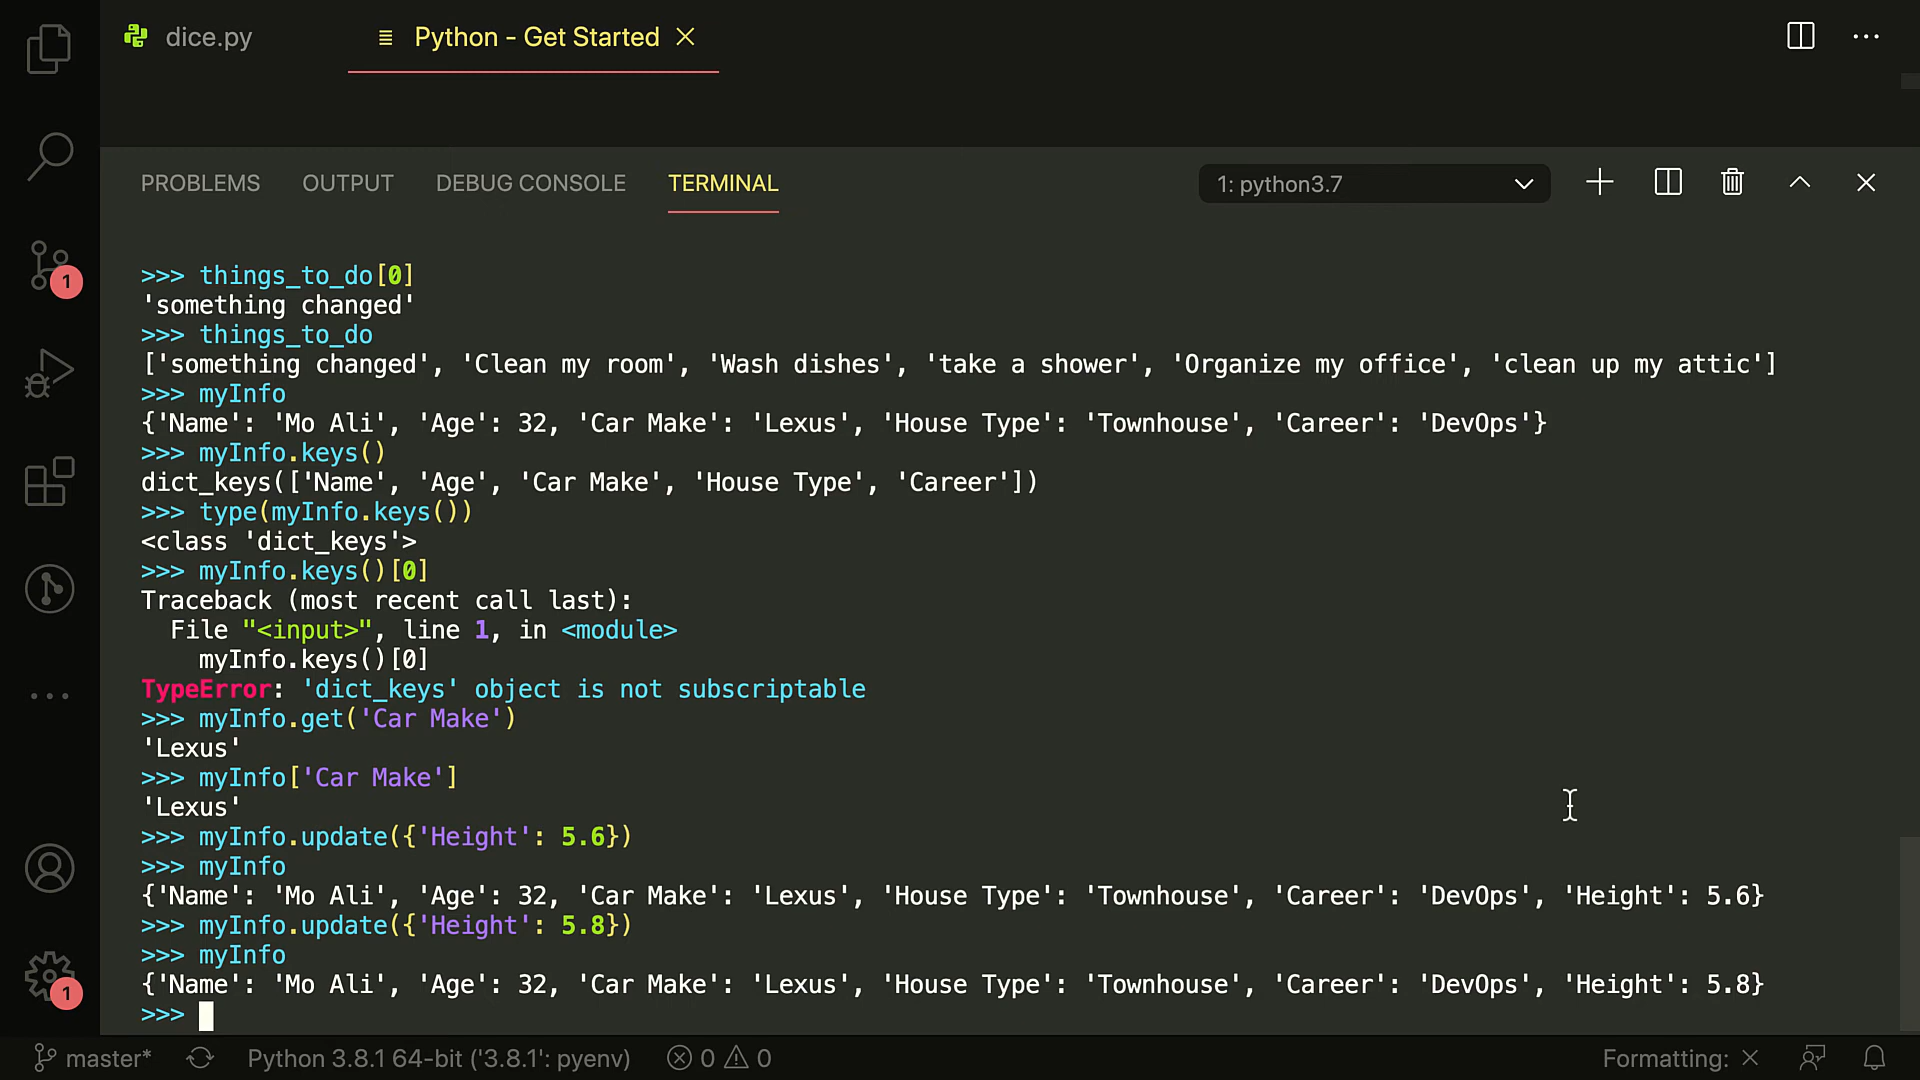 dice.py
Python - Get Started
PROBLEMS OUTPUT DEBUG CONSOLE TERMINAL 1: python3.7
>>> things_to_do[0]
'something changed'
>>> things_to_do
['something changed', 'Clean my room', 'Wash dishes', 'take a shower', 'Organize my office', 'clean up my attic']
>>> myInfo
{'Name': 'Mo Ali', 'Age': 32, 'Car Make': 'Lexus', 'House Type': 'Townhouse', 'Career': 'DevOps'}
>>> myInfo.keys()
dict_keys(['Name', 'Age', 'Car Make', 'House Type', 'Career'])
>>> type(myInfo.keys())
<class 'dict_keys'>
>>> myInfo.keys()[0]
Traceback (most recent call last):
  File "<input>", line 1, in <module>
    myInfo.keys()[0]
TypeError: 'dict_keys' object is not subscriptable
>>> myInfo.get('Car Make')
'Lexus'
>>> myInfo['Car Make']
'Lexus'
>>> myInfo.update({'Height': 5.6})
>>> myInfo
{'Name': 'Mo Ali', 'Age': 32, 'Car Make': 'Lexus', 'House Type': 'Townhouse', 'Career': 'DevOps', 'Height': 5.6}
>>> myInfo.update({'Height': 5.8})
>>> myInfo
{'Name': 'Mo Ali', 'Age': 32, 'Car Make': 'Lexus', 'House Type': 'Townhouse', 'Career': 'DevOps', 'Height': 5.8}
>>>
1
1
master* Python 3.8.1 64-bit ('3.8.1': pyenv) 0 0 Formatting: ×